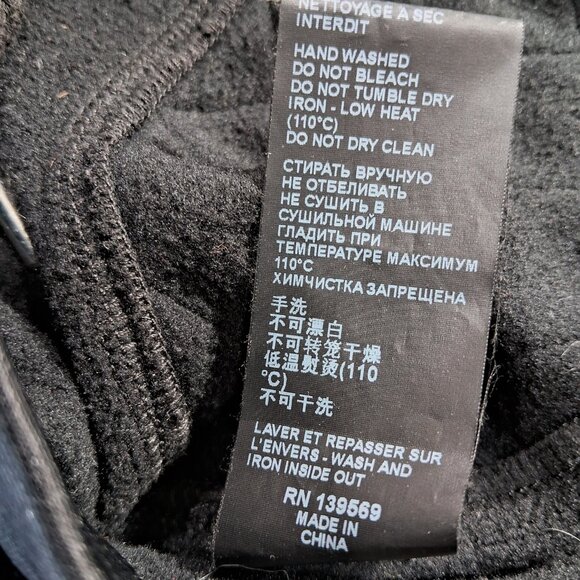 NETTOYAGE A SEC
INTERDIT
HAND WASHED
DO NOT BLEACH
DO NOT TUMBLE DRY
IRON - LOW HEAT
(110°C)
DO NOT DRY CLEAN
СТИРАТЬ ВРУЧНУЮ
НЕ ОТБЕЛИВАТЬ
НЕ СУШИТЬ В
СУШИЛЬНОЙ МАШИНЕ
ГЛАДИТЬ ПРИ
ТЕМПЕРАТУРЕ МАКСИМУМ
110°C
ХИМЧИСТКА ЗАПРЕЩЕНА
手洗
不可漂白
不可转笼干燥
低温熨烫(110
°C)
不可干洗
LAVER ET REPASSER SUR
L'ENVERS - WASH AND
IRON INSIDE OUT
RN 139569
MADE IN
CHINA